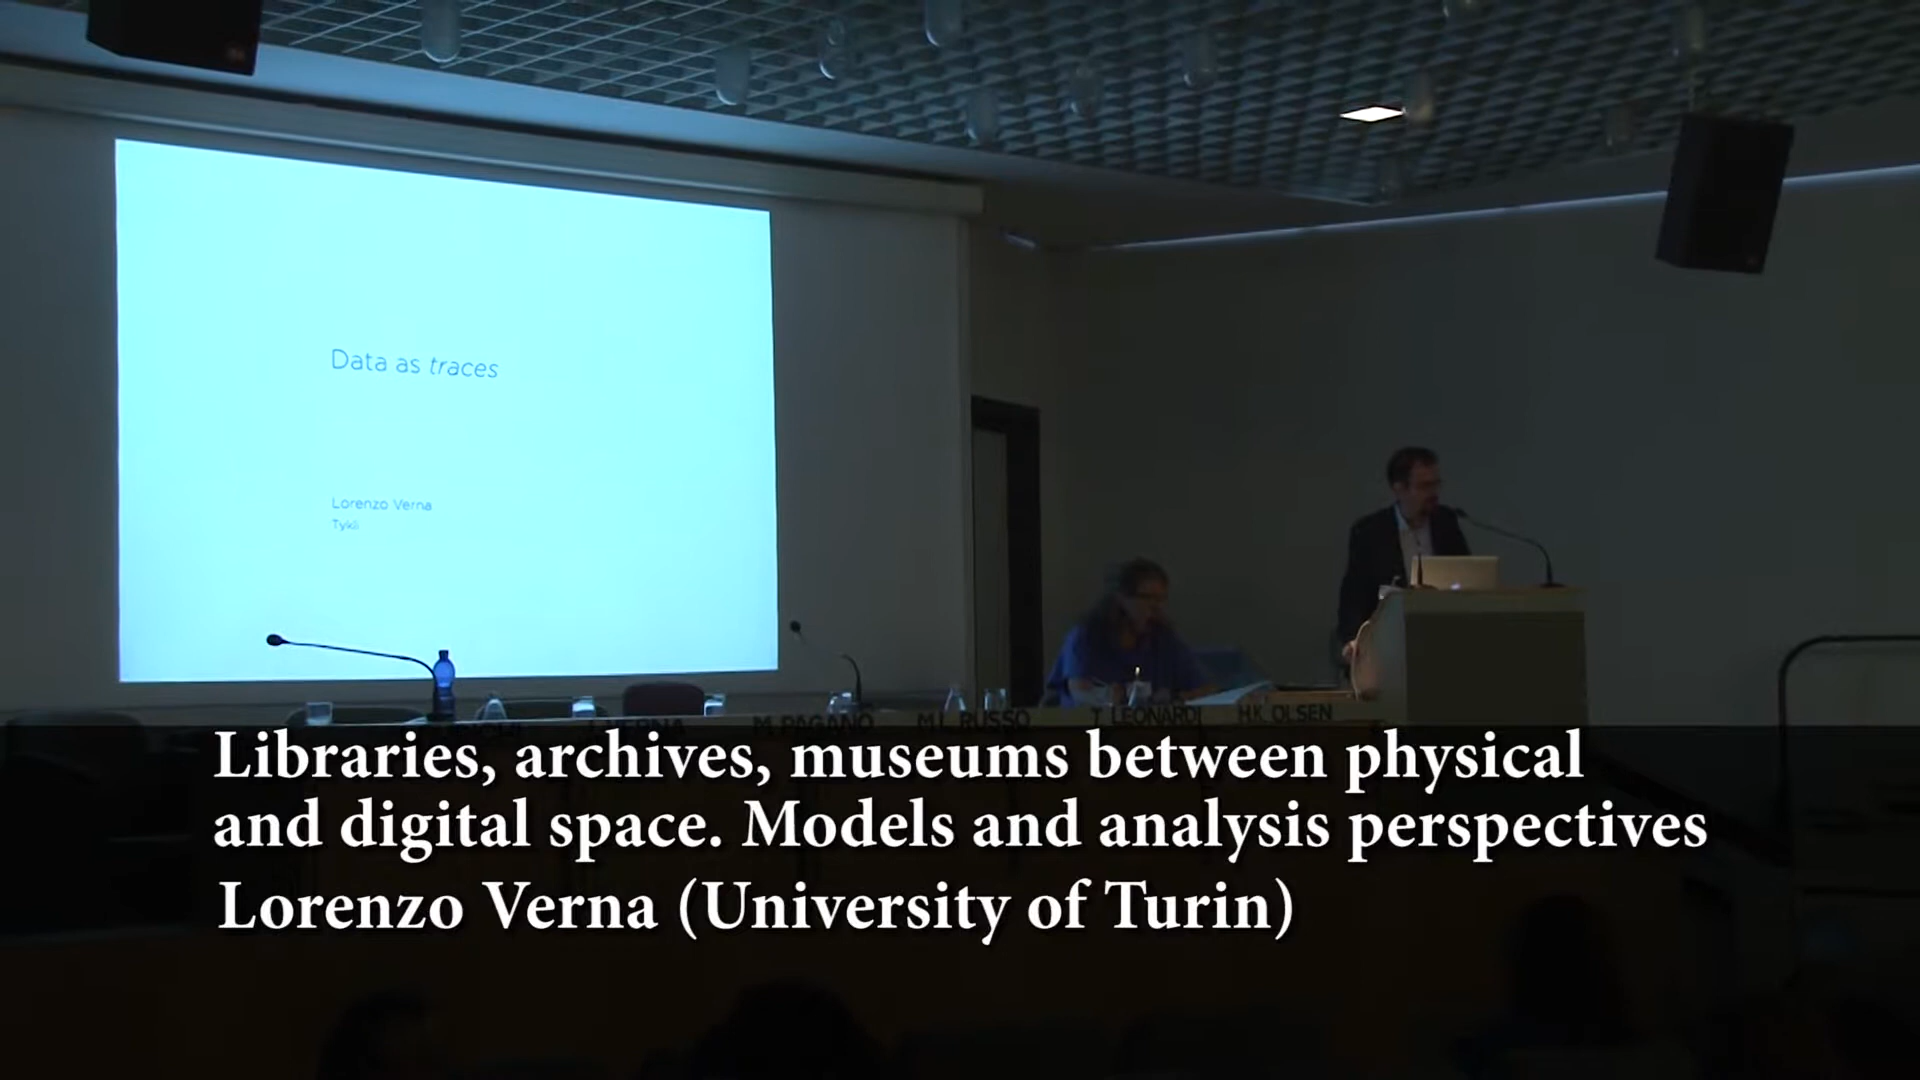 Data as traces
Lorenzo Verna
Tykli
VERNA M. PAGANO M.L. RUSSO T. LEONARDI H.K. OLSEN
Libraries, archives, museums between physical
and digital space. Models and analysis perspectives
Lorenzo Verna (University of Turin)